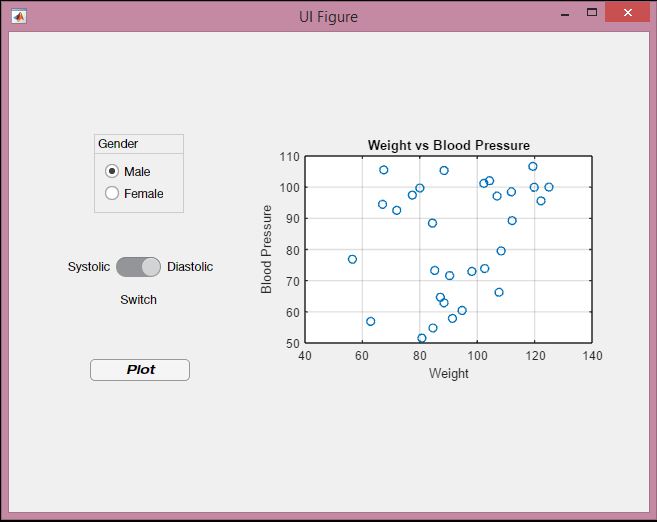 UI Figure
Gender
Male
Female
Systolic
Diastolic
Switch
Plot
Weight vs Blood Pressure
Blood Pressure
110
100
90
80
70
60
50
40 60 80 100 120 140
Weight